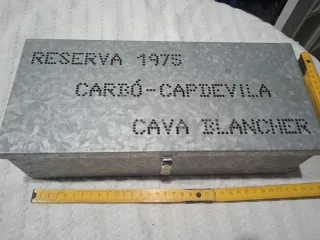 RESERVA 1975
CARBÓ-CAPDEVILA
CAVA BLANCHER